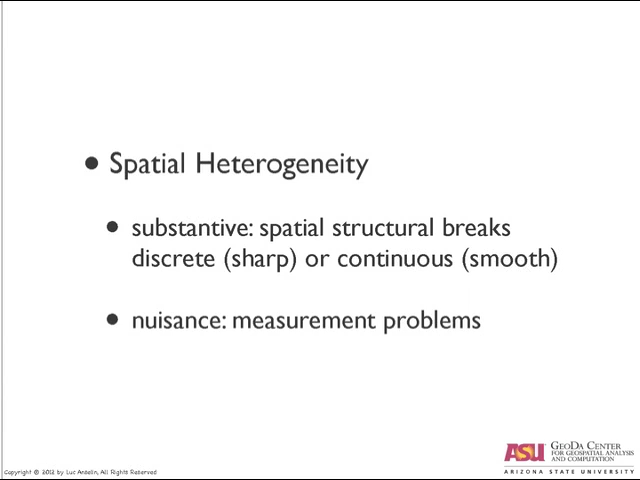 • Spatial Heterogeneity
• substantive: spatial structural breaks
discrete (sharp) or continuous (smooth)
• nuisance: measurement problems
Copyright © 2012 by Luc Anselin, All Rights Reserved
ASU GEODA CENTER
FOR GEOSPATIAL ANALYSIS
AND COMPUTATION
ARIZONA STATE UNIVERSITY